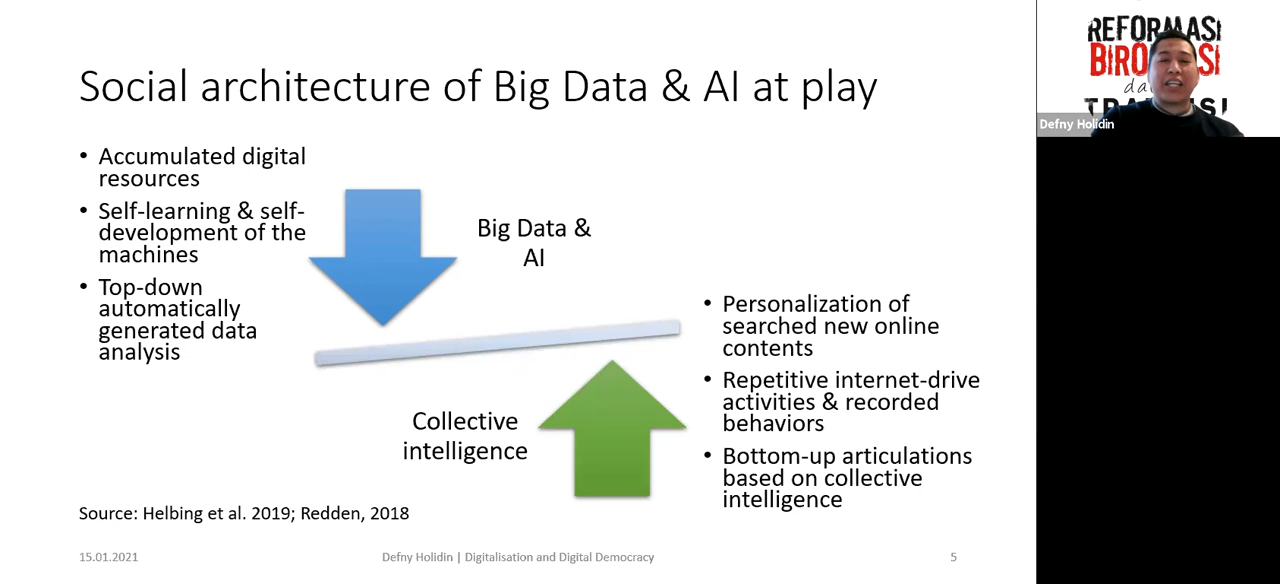 Social architecture of Big Data & AI at play
• Accumulated digital
resources
• Self-learning & self-
development of the
machines
• Top-down
automatically
generated data
analysis
Big Data &
AI
Collective
intelligence
• Personalization of
searched new online
contents
• Repetitive internet-drive
activities & recorded
behaviors
• Bottom-up articulations
based on collective
intelligence
Source: Helbing et al. 2019; Redden, 2018
15.01.2021
Defny Holidin | Digitalisation and Digital Democracy
5
REFORMASI
Defny Holidin